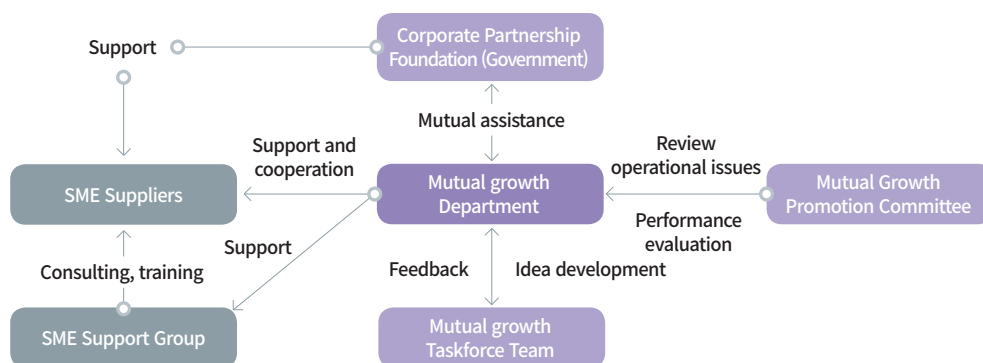 Corporate Partnership
Foundation (Government)
Support
Mutual assistance
Support and
cooperation
Review
operational issues
SME Suppliers
Mutual growth
Department
Mutual Growth
Promotion Committee
Performance
evaluation
Support
Consulting, training
Feedback
Idea development
SME Support Group
Mutual growth
Taskforce Team